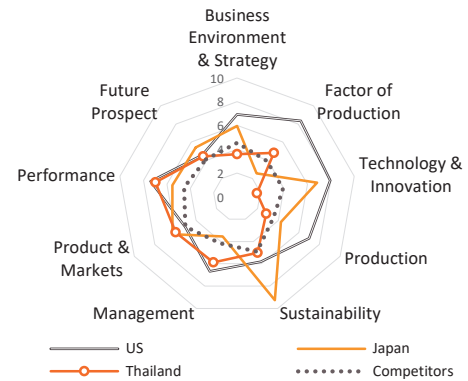 Business
Environment
& Strategy
Future
Prospect
Factor of
Production
Technology &
Innovation
Performance
Product &
Markets
Production
Management
Sustainability
10
8
6
4
2
0
US
Japan
Thailand
Competitors